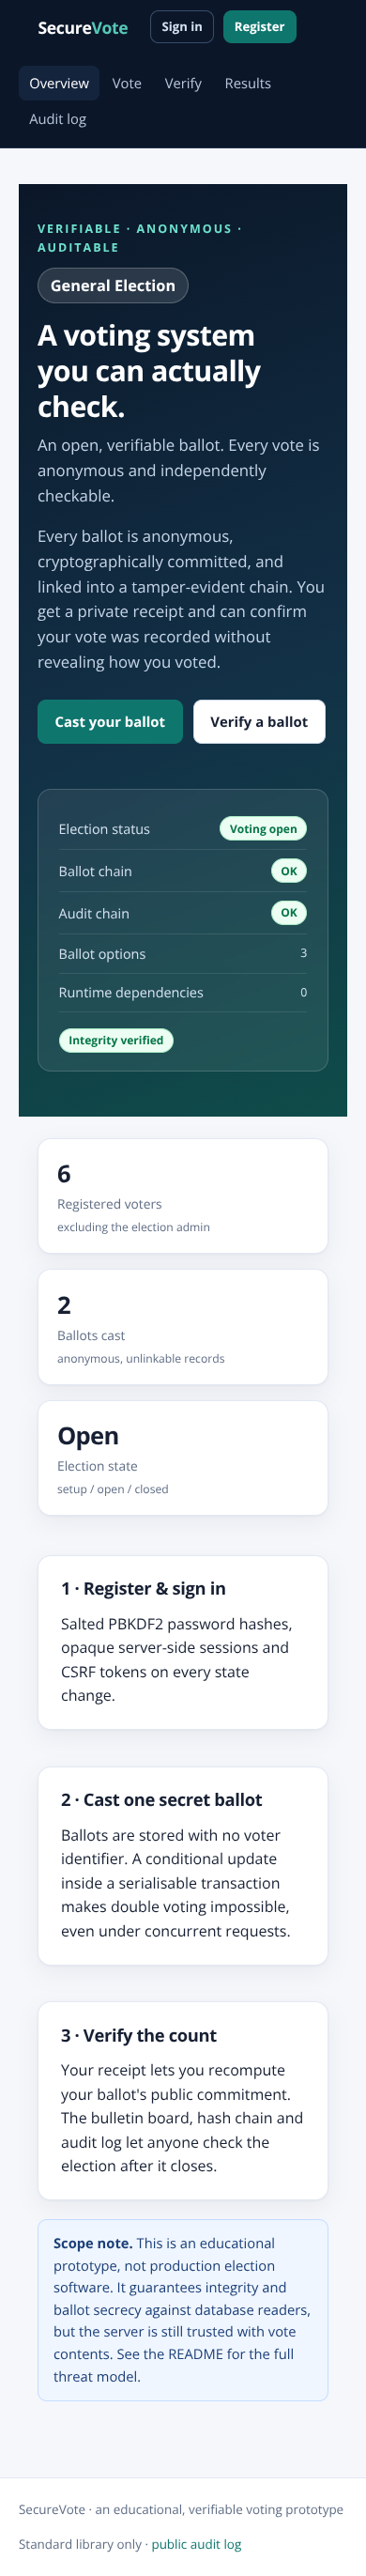 SecureVote
Sign in
Register
Overview
Vote
Verify
Results
Audit log
VERIFIABLE · ANONYMOUS ·
AUDITABLE
General Election
A voting system
you can actually
check.
An open, verifiable ballot. Every vote is
anonymous and independently
checkable.
Every ballot is anonymous,
cryptographically committed, and
linked into a tamper-evident chain. You
get a private receipt and can confirm
your vote was recorded without
revealing how you voted.
Cast your ballot
Verify a ballot
Election status
Voting open
Ballot chain
OK
Audit chain
OK
Ballot options
3
Runtime dependencies
0
Integrity verified
6
Registered voters
excluding the election admin
2
Ballots cast
anonymous, unlinkable records
Open
Election state
setup / open / closed
1 · Register & sign in
Salted PBKDF2 password hashes,
opaque server-side sessions and
CSRF tokens on every state
change.
2 · Cast one secret ballot
Ballots are stored with no voter
identifier. A conditional update
inside a serialisable transaction
makes double voting impossible,
even under concurrent requests.
3 · Verify the count
Your receipt lets you recompute
your ballot's public commitment.
The bulletin board, hash chain and
audit log let anyone check the
election after it closes.
Scope note. This is an educational
prototype, not production election
software. It guarantees integrity and
ballot secrecy against database readers,
but the server is still trusted with vote
contents. See the README for the full
threat model.
SecureVote · an educational, verifiable voting prototype
Standard library only · public audit log